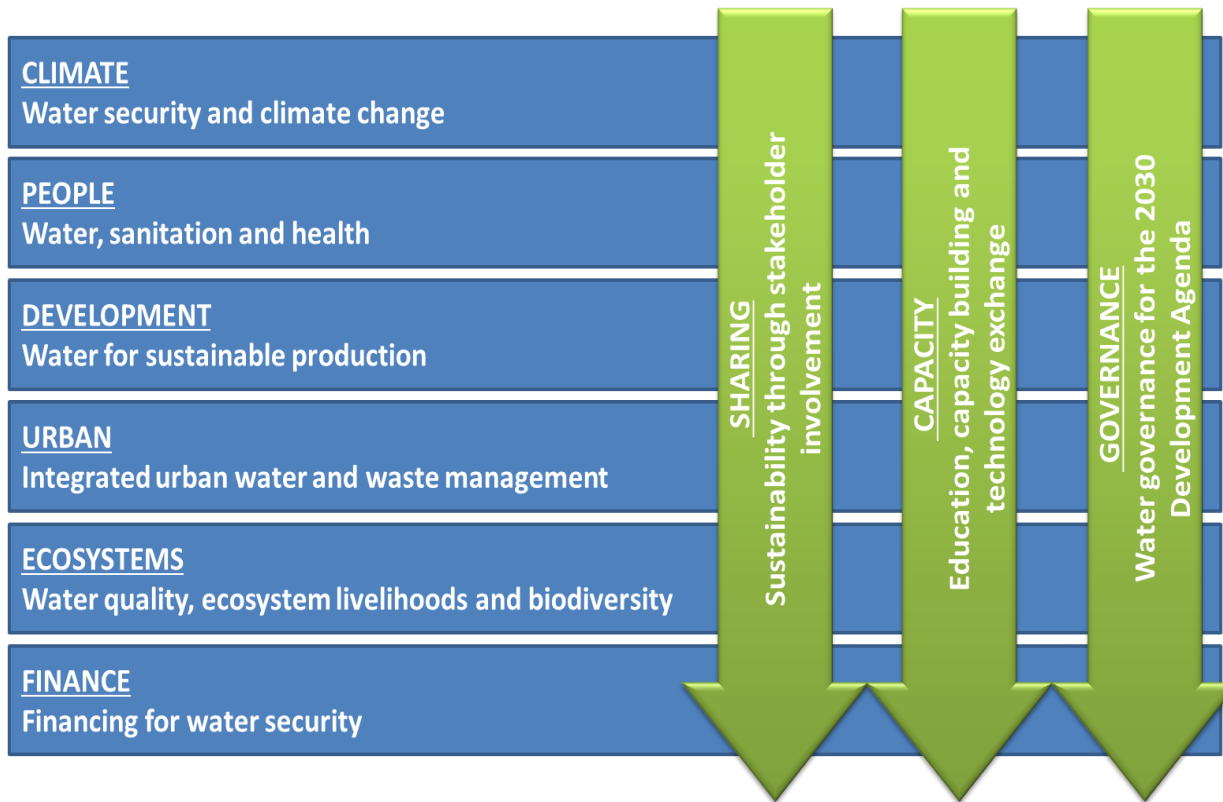 CLIMATE
Water security and climate change
PEOPLE
Water, sanitation and health
DEVELOPMENT
Water for sustainable production
URBAN
Integrated urban water and waste management
ECOSYSTEMS
Water quality, ecosystem livelihoods and biodiversity
FINANCE
Financing for water security
SHARING
Sustainability through stakeholder
involvement
CAPACITY
Education, capacity building and
technology exchange
GOVERNANCE
Water governance for the 2030
Development Agenda